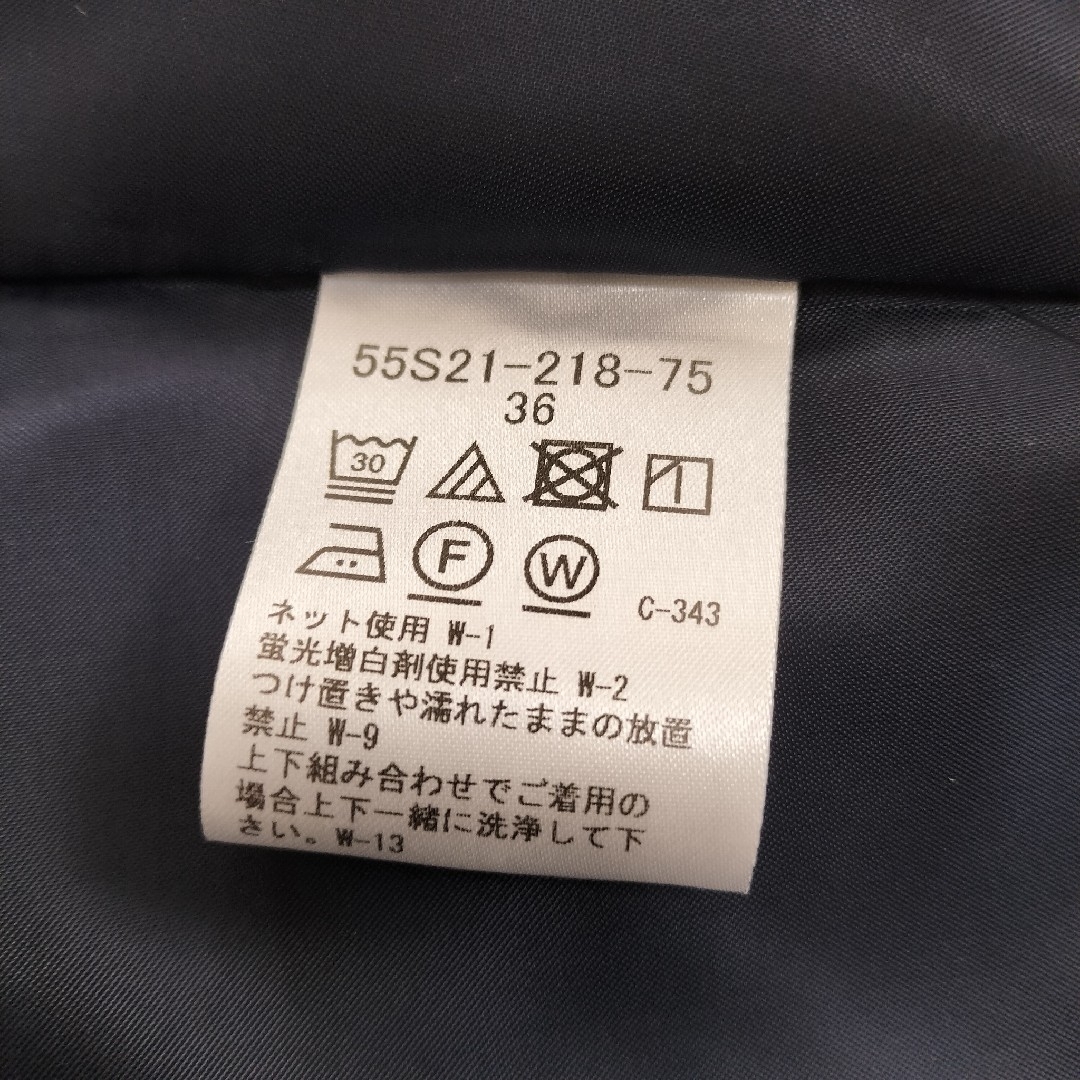 55S21-218-75
36
30
F W C-343
ネット使用 W-1
蛍光増白剤使用禁止 W-2
つけ置きや濡れたままの放置
禁止 W-9
上下組み合わせでご着用の
場合上下一緒に洗浄して下
さい。W-13